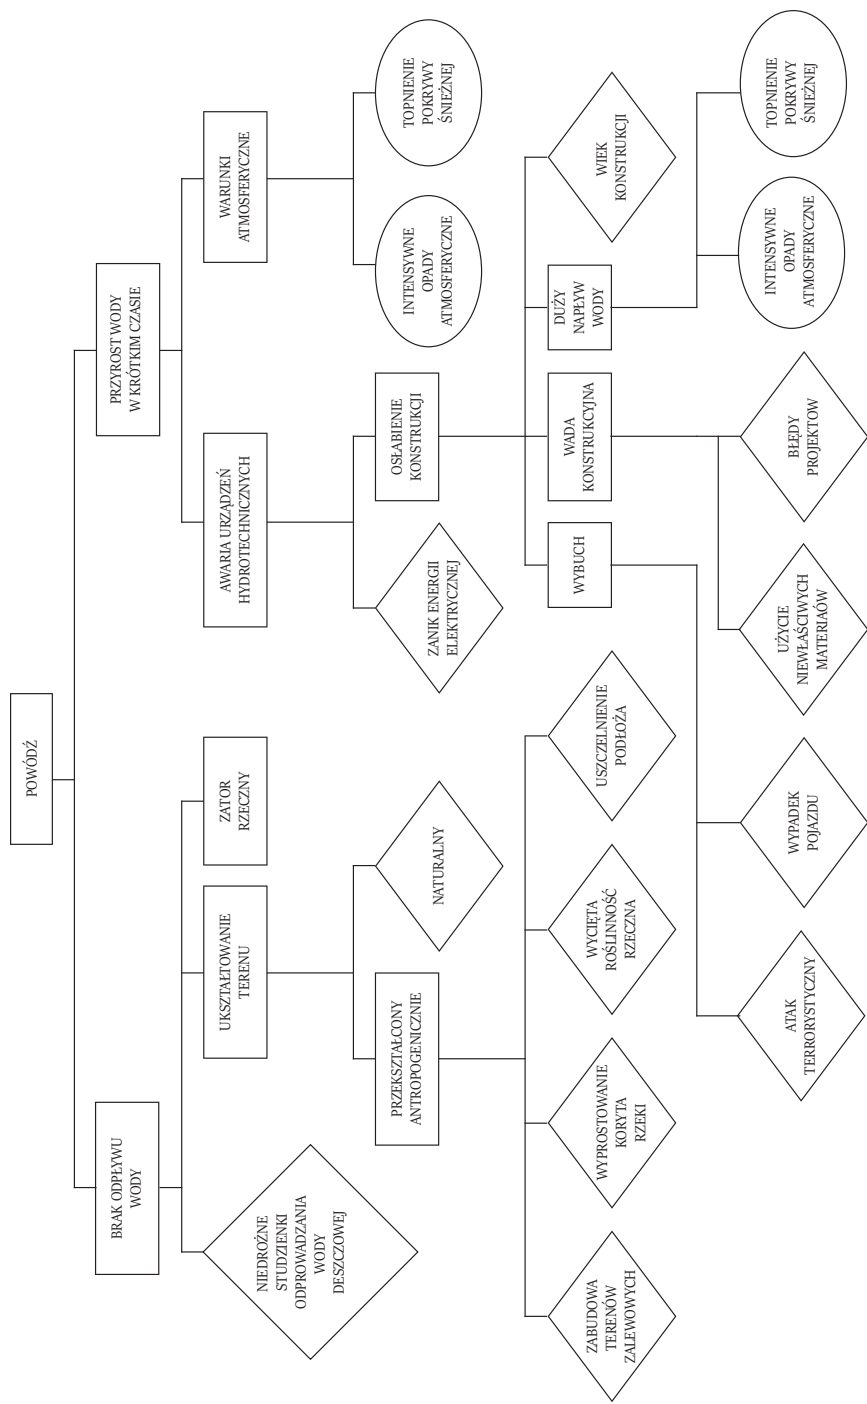 POWÓDŹ
BRAK ODPŁYWU
WODY
PRZYROST WODY
W KRÓTKIM CZASIE
NIEDROŻNE
STUDZIENKI
ODPROWADZANIA
WODY
DESZCZOWEJ
UKSZTAŁTOWANIE
TERENU
ZATOR
RZECZNY
AWARIA URZĄDZEŃ
HYDROTECHNICZNYCH
WARUNKI
ATMOSFERYCZNE
PRZEKSZTAŁCONY
ANTROPOGENICZNIE
NATURALNY
ZANIK ENERGII
ELEKTRYCZNEJ
OSŁABIENIE
KONSTRUKCJI
INTENSYWNE
OPADY
ATMOSFERYCZNE
TOPNIENIE
POKRYWY
ŚNIEŻNEJ
ZABUDOWA
TERENÓW
ZALEWOWYCH
WYPROSTOWANIE
KORYTA
RZEKI
WYCIĘTA
ROŚLINNOŚĆ
RZECZNA
USZCZELNIENIE
PODŁOŻA
WYBUCH
WADA
KONSTRUKCYJNA
DUŻY
NAPŁYW
WODY
WIEK
KONSTRUKCJI
ATAK
TERRORYSTYCZNY
WYPADEK
POJAZDU
UŻYCIE
NIEWŁAŚCIWYCH
MATERIAÓW
BŁĘDY
PROJEKTOW
INTENSYWNE
OPADY
ATMOSFERYCZNE
TOPNIENIE
POKRYWY
ŚNIEŻNEJ